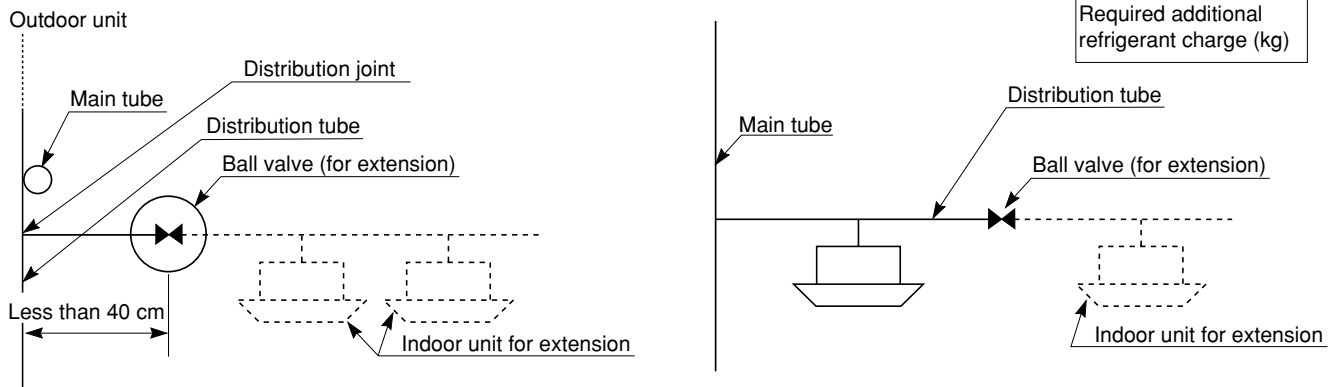 Outdoor unit
Distribution joint
Main tube
Distribution tube
Ball valve (for extension)
Less than 40 cm
Indoor unit for extension
Required additional
refrigerant charge (kg)
Distribution tube
Main tube
Ball valve (for extension)
Indoor unit for extension